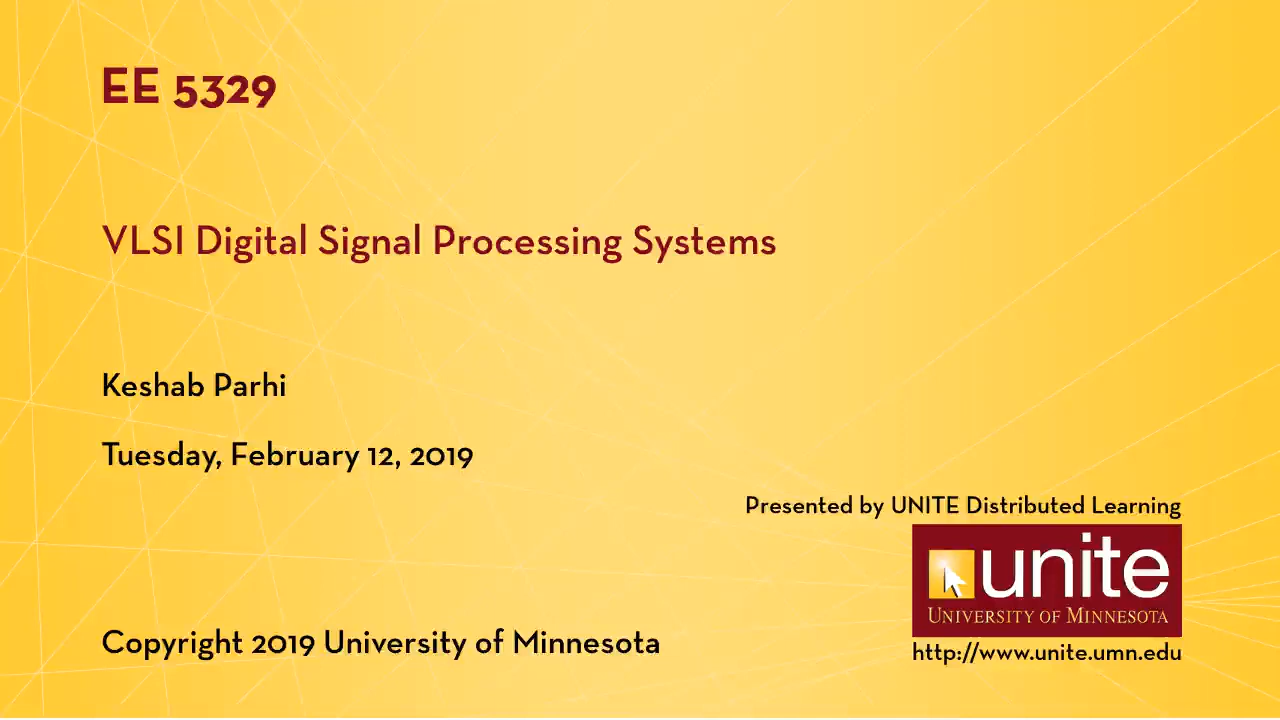 EE 5329
VLSI Digital Signal Processing Systems
Keshab Parhi
Tuesday, February 12, 2019
Presented by UNITE Distributed Learning
unite
UNIVERSITY OF MINNESOTA
Copyright 2019 University of Minnesota
http://www.unite.umn.edu